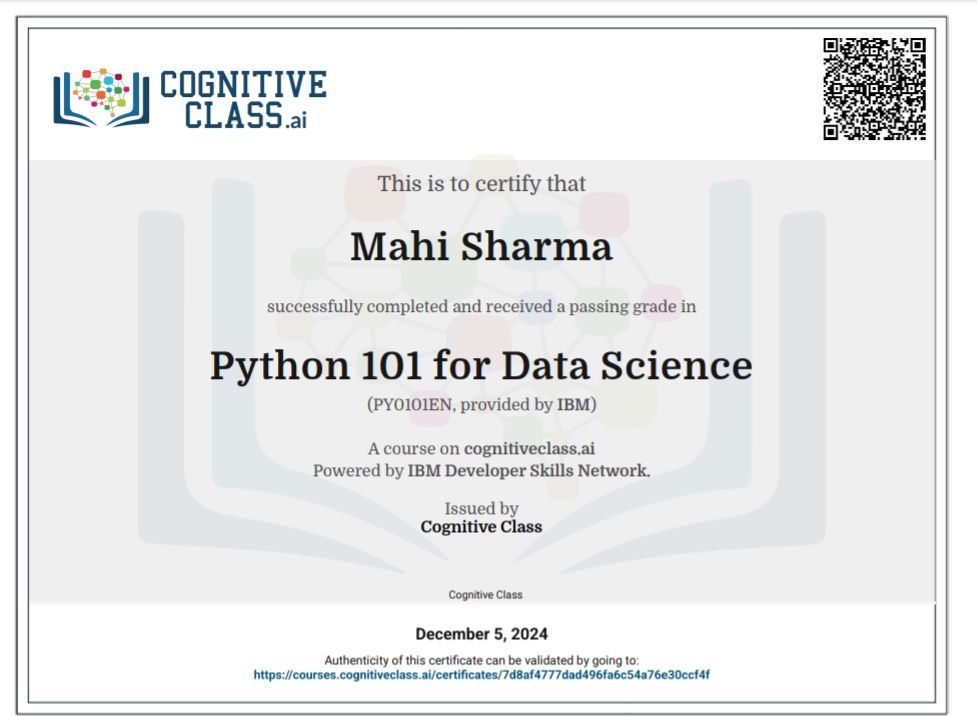 COGNITIVE
CLASS.ai
This is to certify that
Mahi Sharma
successfully completed and received a passing grade in
Python 101 for Data Science
(PY0101EN, provided by IBM)
A course on cognitiveclass.ai
Powered by IBM Developer Skills Network.
Issued by
Cognitive Class
Cognitive Class
December 5, 2024
Authenticity of this certificate can be validated by going to:
https://courses.cognitiveclass.ai/certificates/7d8af4777dad496fa6c54a76e30ccf4f